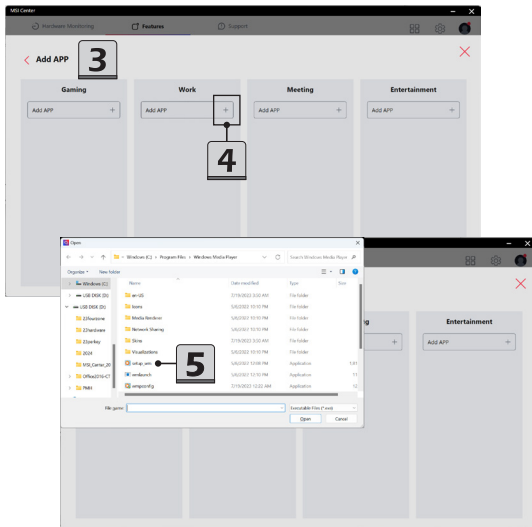 MSI Center
Hardware Monitoring
Features
Support
Add APP
3
Gaming
Work
Meeting
Entertainment
Add APP
Add APP
Add APP
Add APP
4
Open
Windows (C:) > Program Files > Windows Media Player
Search Windows Media Player
Organize
New folder
Name
Date modified
Type
Size
Windows (C:)
USB DISK (D:)
USB DISK (D:)
2024
MSI_Center_20
Office2016-CT
en-US
File folder
Icons
File folder
Media Renderer
File folder
Network Sharing
File folder
Skins
File folder
Visualizations
File folder
setup_wm
Application
wmlaunch
Application
wmpconfig
Application
5
File name:
Executable Files (*.exe)
Open
Cancel
Entertainment
Add APP